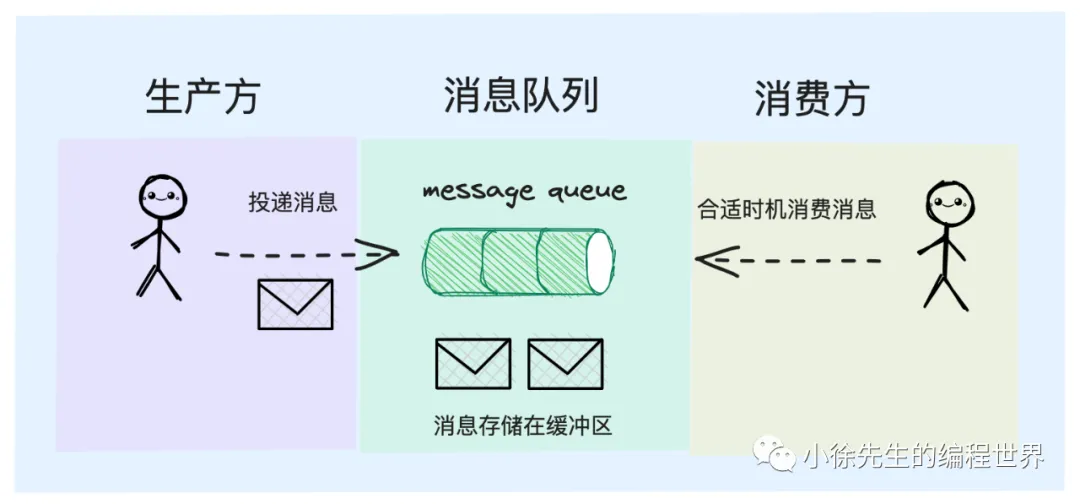 生产方
消息队列
消费方
投递消息
message queue
合适时机消费消息
消息存储在缓冲区
小徐先生的编程世界